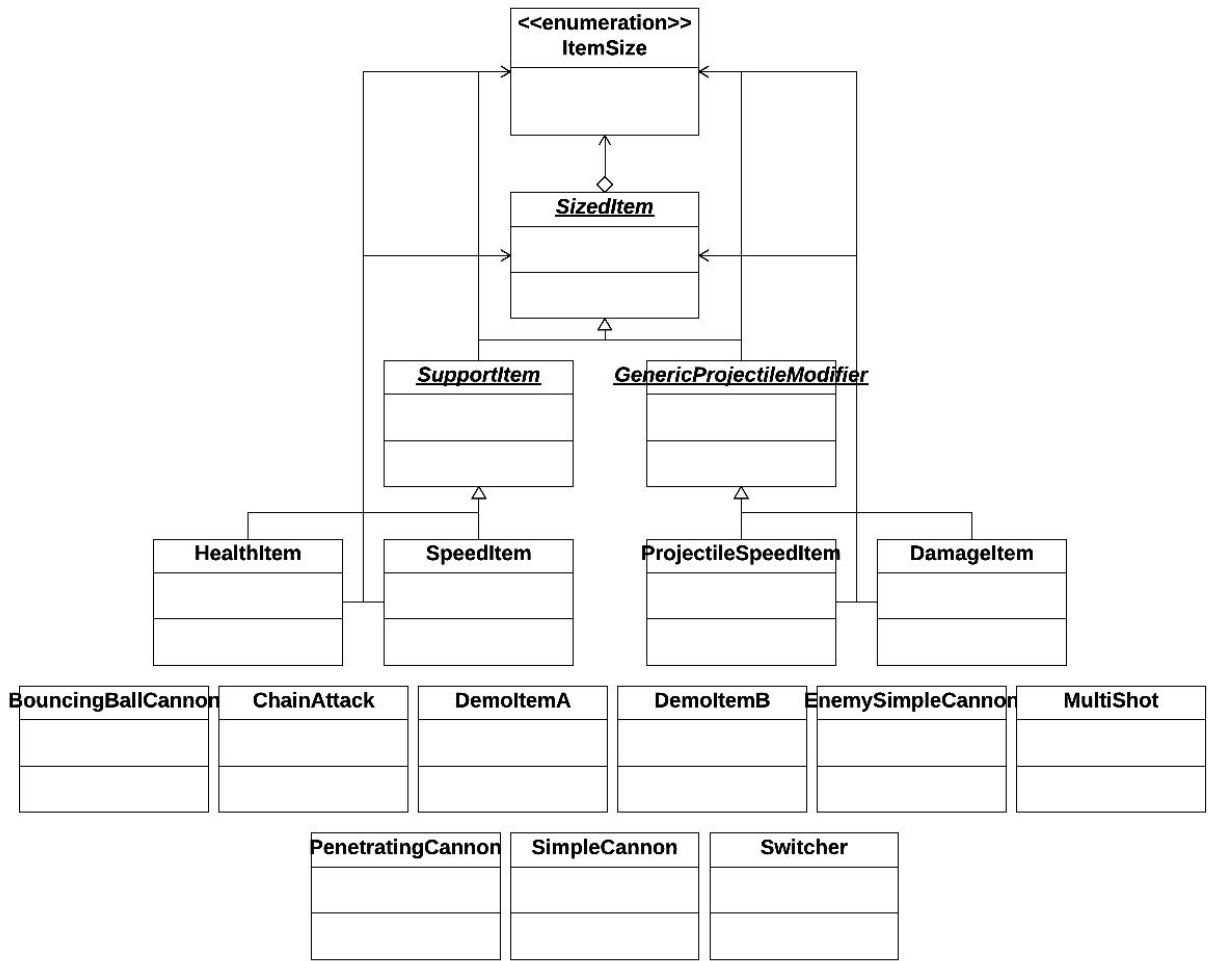 <<enumeration>>
ItemSize
SizedItem
SupportItem
GenericProjectileModifier
HealthItem
SpeedItem
ProjectileSpeedItem
DamageItem
BouncingBallCannon
ChainAttack
DemoItemA
DemoItemB
EnemySimpleCannon
MultiShot
PenetratingCannon
SimpleCannon
Switcher